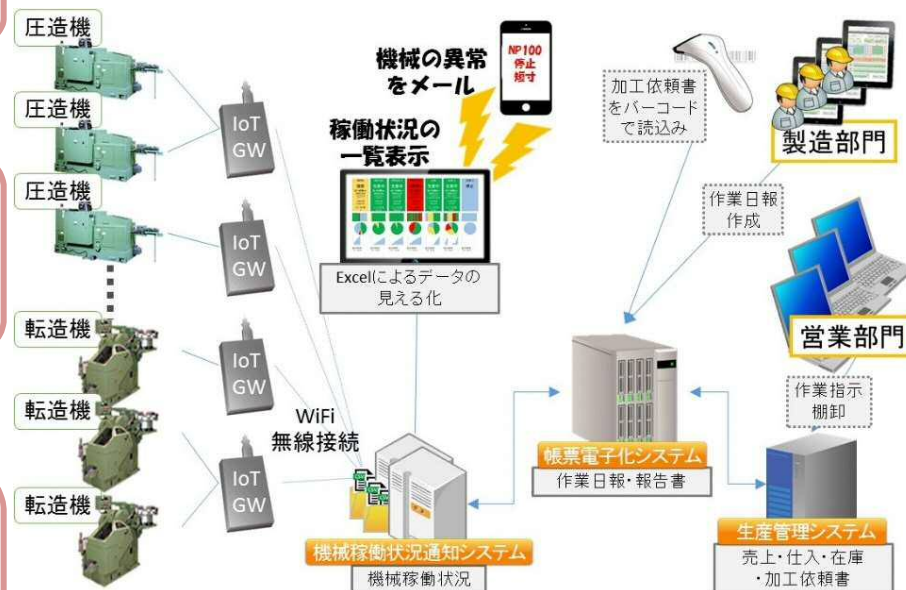 圧造機
圧造機
圧造機
転造機
転造機
転造機
IoT
GW
IoT
GW
IoT
GW
IoT
GW
WiFi
無線接続
機械の異常
をメール
NP100
停止
短寸
稼働状況の
一覧表示
Excelによるデータの
見える化
機械稼働状況通知システム
機械稼働状況
加工依頼書
をバーコード
で読込み
製造部門
作業日報
作成
営業部門
作業指示
棚卸
帳票電子化システム
作業日報・報告書
生産管理システム
売上・仕入・在庫
・加工依頼書